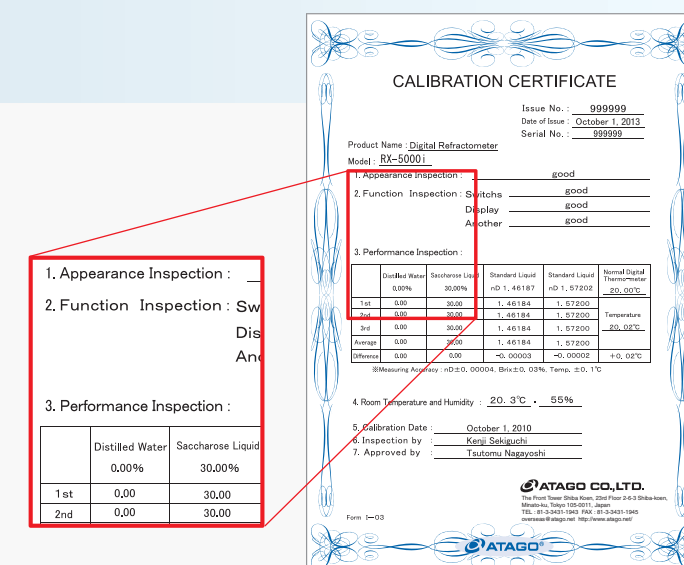 CALIBRATION CERTIFICATE
Issue No. : 999999
Date of Issue : October 1, 2013
Serial No. : 999999
Product Name : Digital Refractometer
Model : RX-5000i
1. Appearance Inspection : good
2. Function Inspection : Switchs good
Display good
Another good
3. Performance Inspection :
Distilled Water Saccharose Liquid Standard Liquid Standard Liquid Normal Digital Thermo-meter
0.00% 30.00% nD 1.46187 nD 1.57202 20.00℃
1st 0.00 30.00 1.46184 1.57200
2nd 0.00 30.00 1.46184 1.57200 Temperature
3rd 0.00 30.00 1.46184 1.57200 20.02℃
Average 0.00 30.00 1.46184 1.57200
Difference 0.00 0.00 -0.00003 -0.00002 +0.02℃
※Measuring Accuracy : nD±0.00004, Brix±0.03%, Temp. ±0.1℃
4. Room Temperature and Humidity : 20.3℃ . 55%
5. Calibration Date : October 1, 2010
6. Inspection by : Kenji Sekiguchi
7. Approved by : Tsutomu Nagayoshi
ATAGO CO.,LTD.
The Front Tower Shiba Koen, 23rd Floor 2-6-3 Shiba-koen,
Minato-ku, Tokyo 105-0011, Japan
TEL : 81-3-3431-1943 FAX : 81-3-3431-1945
overseas@atago.net http://www.atago.net/
Form I-03
ATAGO®
1. Appearance Inspection :
2. Function Inspection : Sw
Dis
Ano
3. Performance Inspection :
Distilled Water Saccharose Liquid
0.00% 30.00%
1st 0.00 30.00
2nd 0.00 30.00